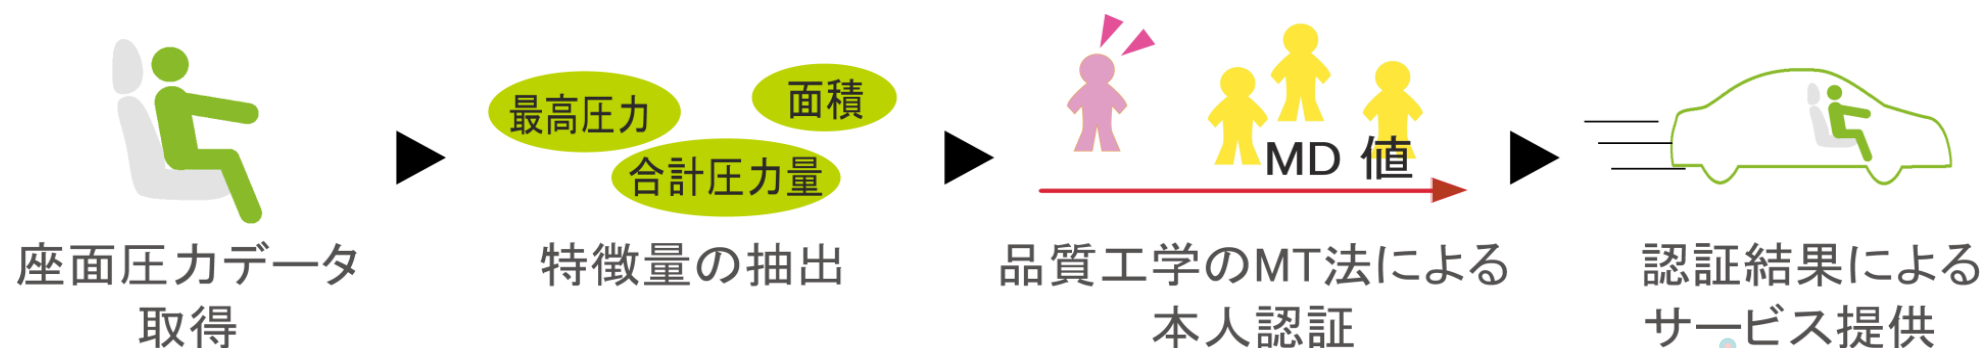 最高圧力
面積
合計圧力量
MD 値
座面圧力データ
取得
特徴量の抽出
品質工学のMT法による
本人認証
認証結果による
サービス提供